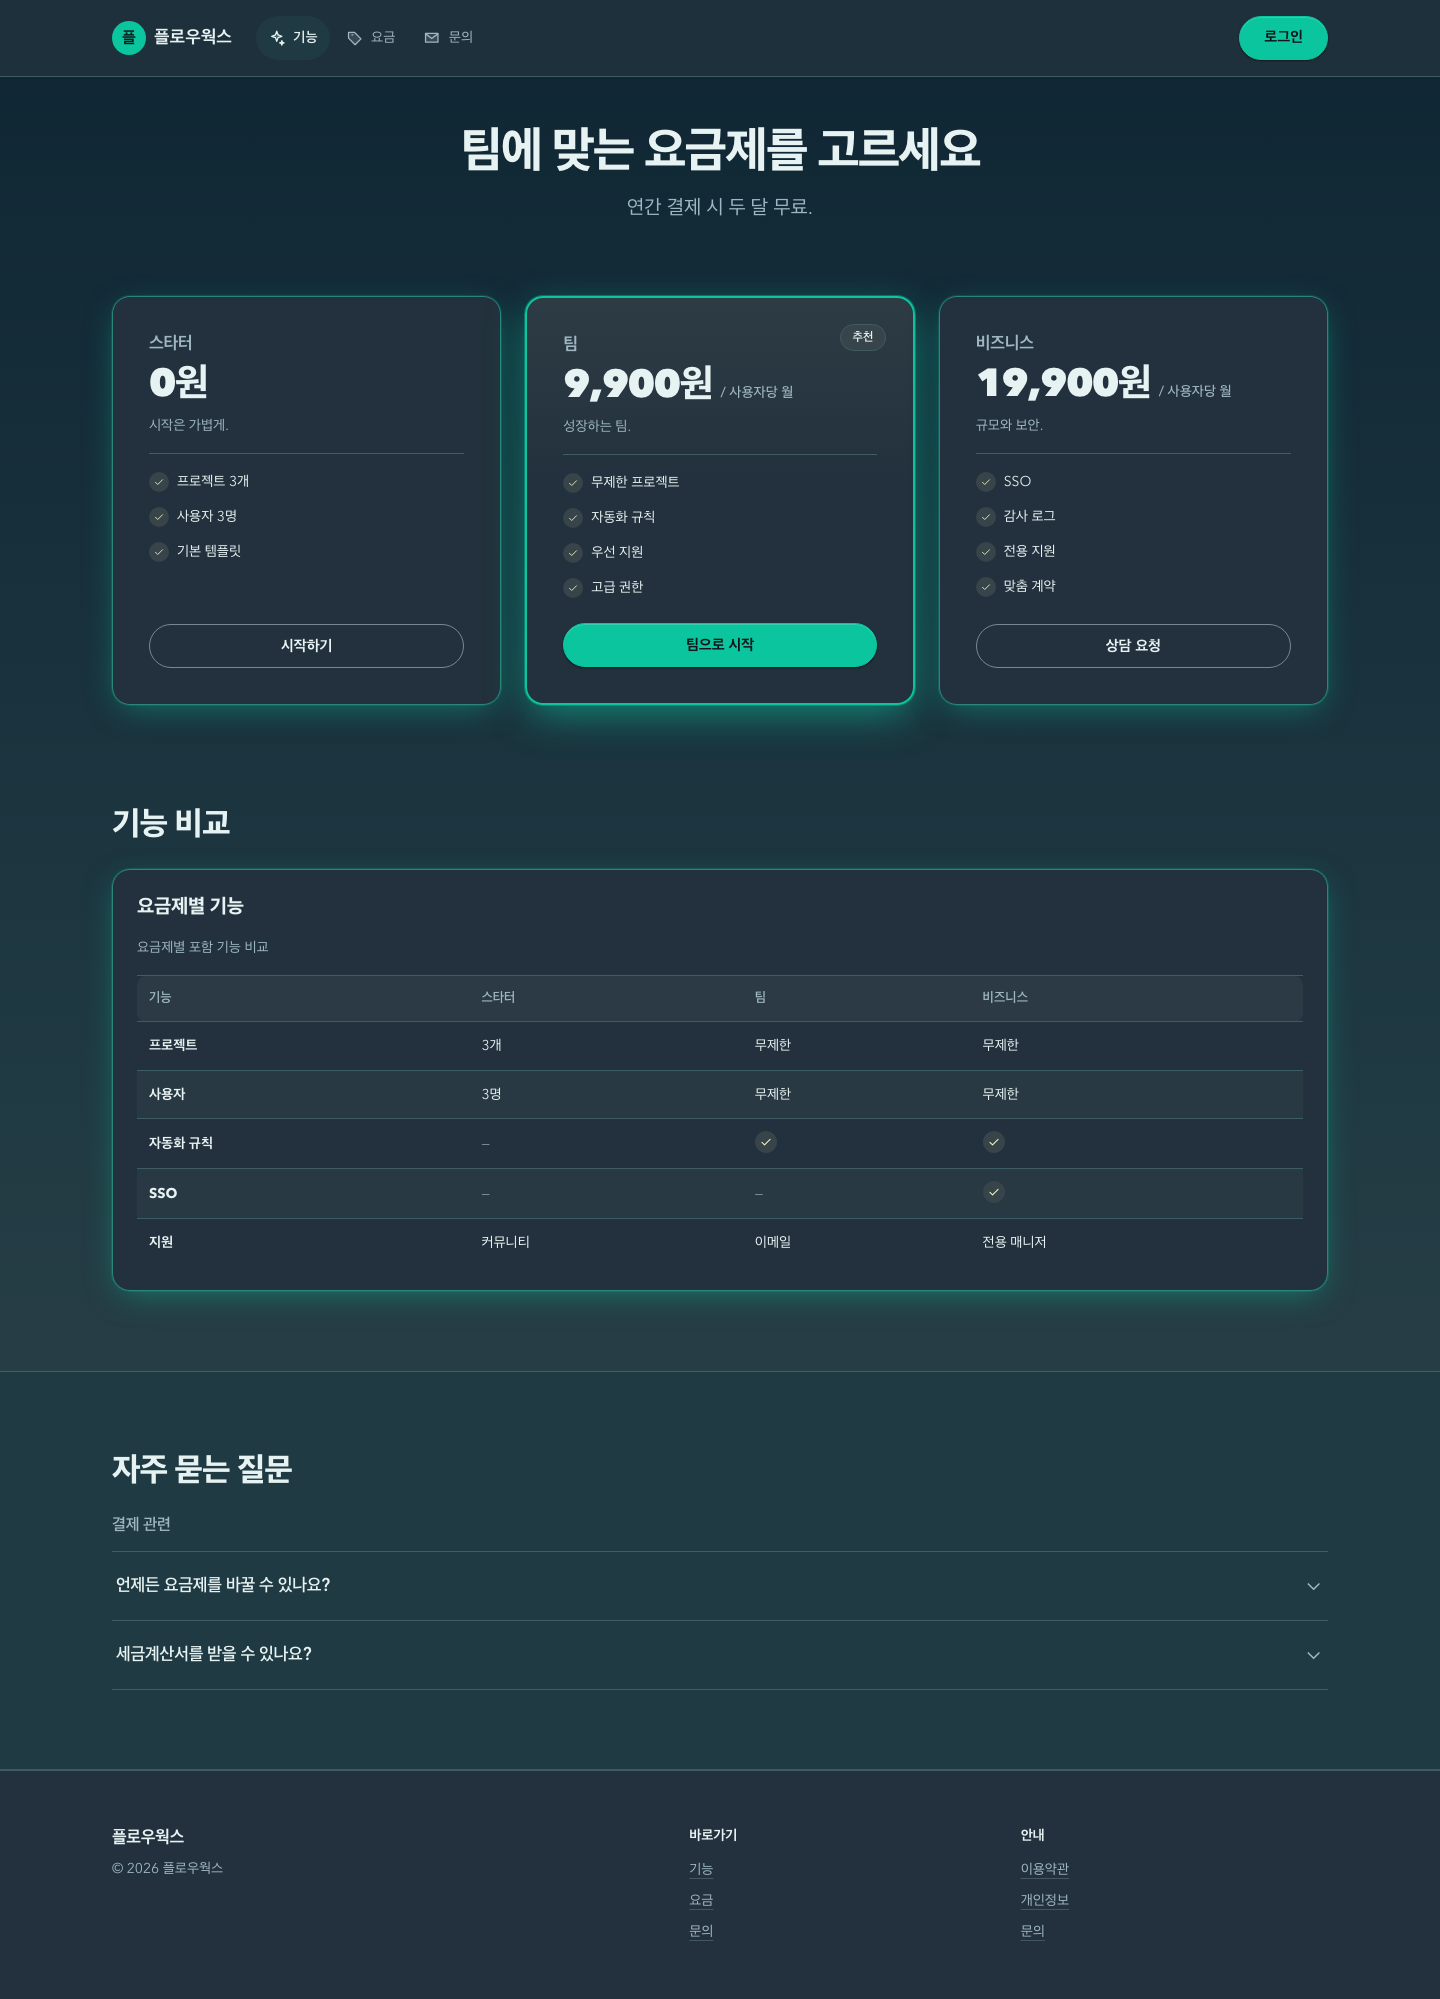 플 플로우웍스 기능 요금 문의 로그인
팀에 맞는 요금제를 고르세요
연간 결제 시 두 달 무료.
스타터
0원
시작은 가볍게.
프로젝트 3개
사용자 3명
기본 템플릿
시작하기
팀 추천
9,900원 / 사용자당 월
성장하는 팀.
무제한 프로젝트
자동화 규칙
우선 지원
고급 권한
팀으로 시작
비즈니스
19,900원 / 사용자당 월
규모와 보안.
SSO
감사 로그
전용 지원
맞춤 계약
상담 요청
기능 비교
요금제별 기능
요금제별 포함 기능 비교
기능 스타터 팀 비즈니스
프로젝트 3개 무제한 무제한
사용자 3명 무제한 무제한
자동화 규칙 –
SSO – –
지원 커뮤니티 이메일 전용 매니저
자주 묻는 질문
결제 관련
언제든 요금제를 바꿀 수 있나요?
세금계산서를 받을 수 있나요?
플로우웍스
© 2026 플로우웍스
바로가기
기능
요금
문의
안내
이용약관
개인정보
문의